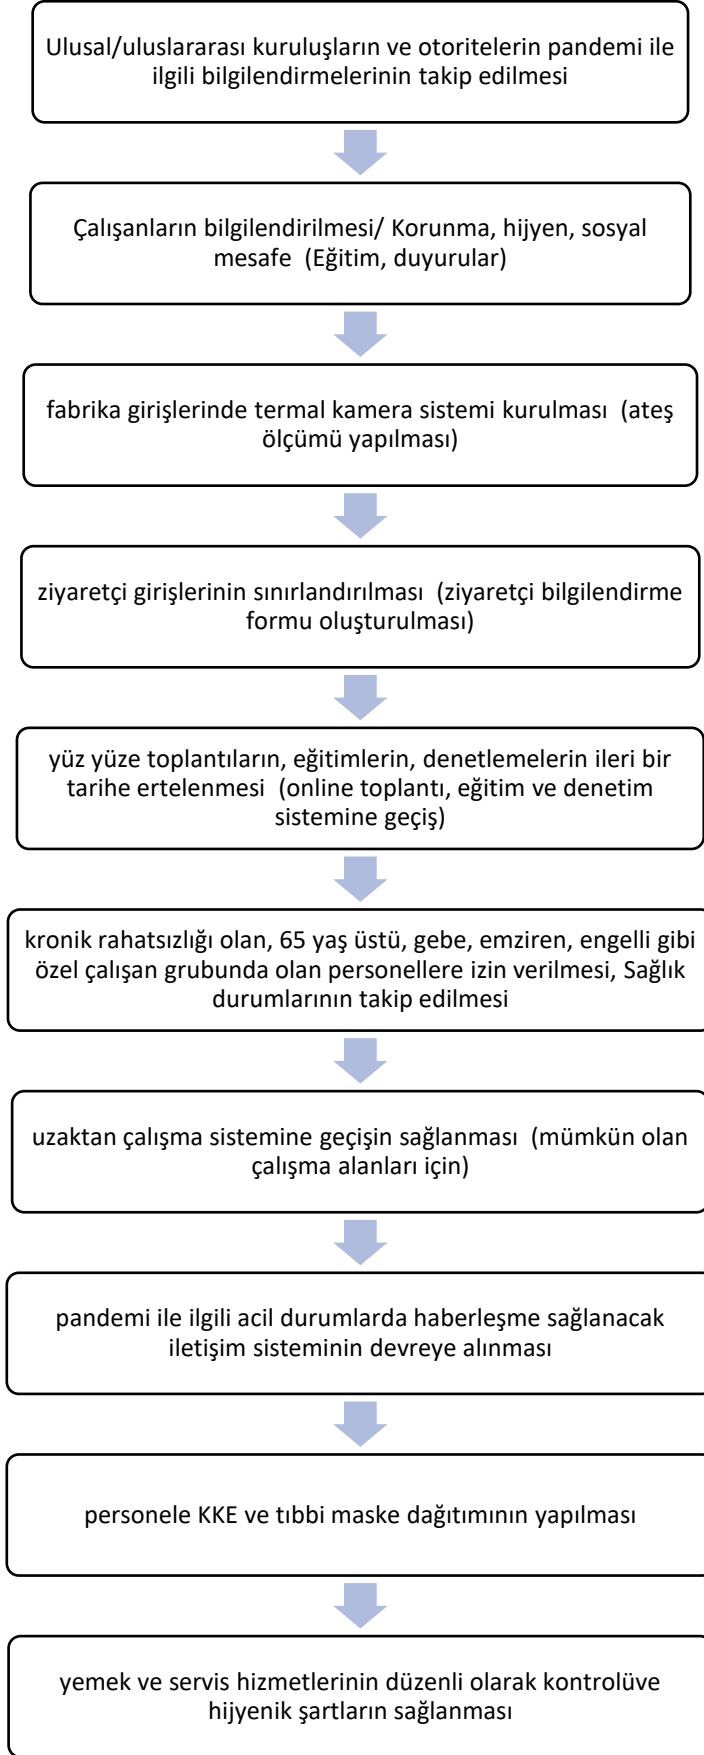 Ulusal/uluslararası kuruluşların ve otoritelerin pandemi ile
ilgili bilgilendirmelerinin takip edilmesi
Çalışanların bilgilendirilmesi/ Korunma, hijyen, sosyal
mesafe (Eğitim, duyurular)
fabrika girişlerinde termal kamera sistemi kurulması (ateş
ölçümü yapılması)
ziyaretçi girişlerinin sınırlandırılması (ziyaretçi bilgilendirme
formu oluşturulması)
yüz yüze toplantıların, eğitimlerin, denetlemelerin ileri bir
tarihe ertelenmesi (online toplantı, eğitim ve denetim
sistemine geçiş)
kronik rahatsızlığı olan, 65 yaş üstü, gebe, emziren, engelli gibi
özel çalışan grubunda olan personellere izin verilmesi, Sağlık
durumlarının takip edilmesi
uzaktan çalışma sistemine geçişin sağlanması (mümkün olan
çalışma alanları için)
pandemi ile ilgili acil durumlarda haberleşme sağlanacak
iletişim sisteminin devreye alınması
personele KKE ve tıbbi maske dağıtımının yapılması
yemek ve servis hizmetlerinin düzenli olarak kontrolüve
hijyenik şartların sağlanması